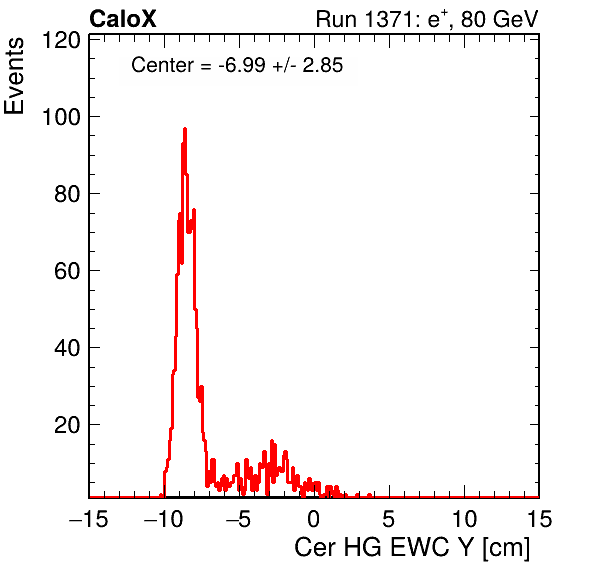 CaloX Run 1371: e+, 80 GeV
Center = -6.99 +/- 2.85
Events
120
100
80
60
40
20
−15 −10 −5 0 5 10 15
Cer HG EWC Y [cm]